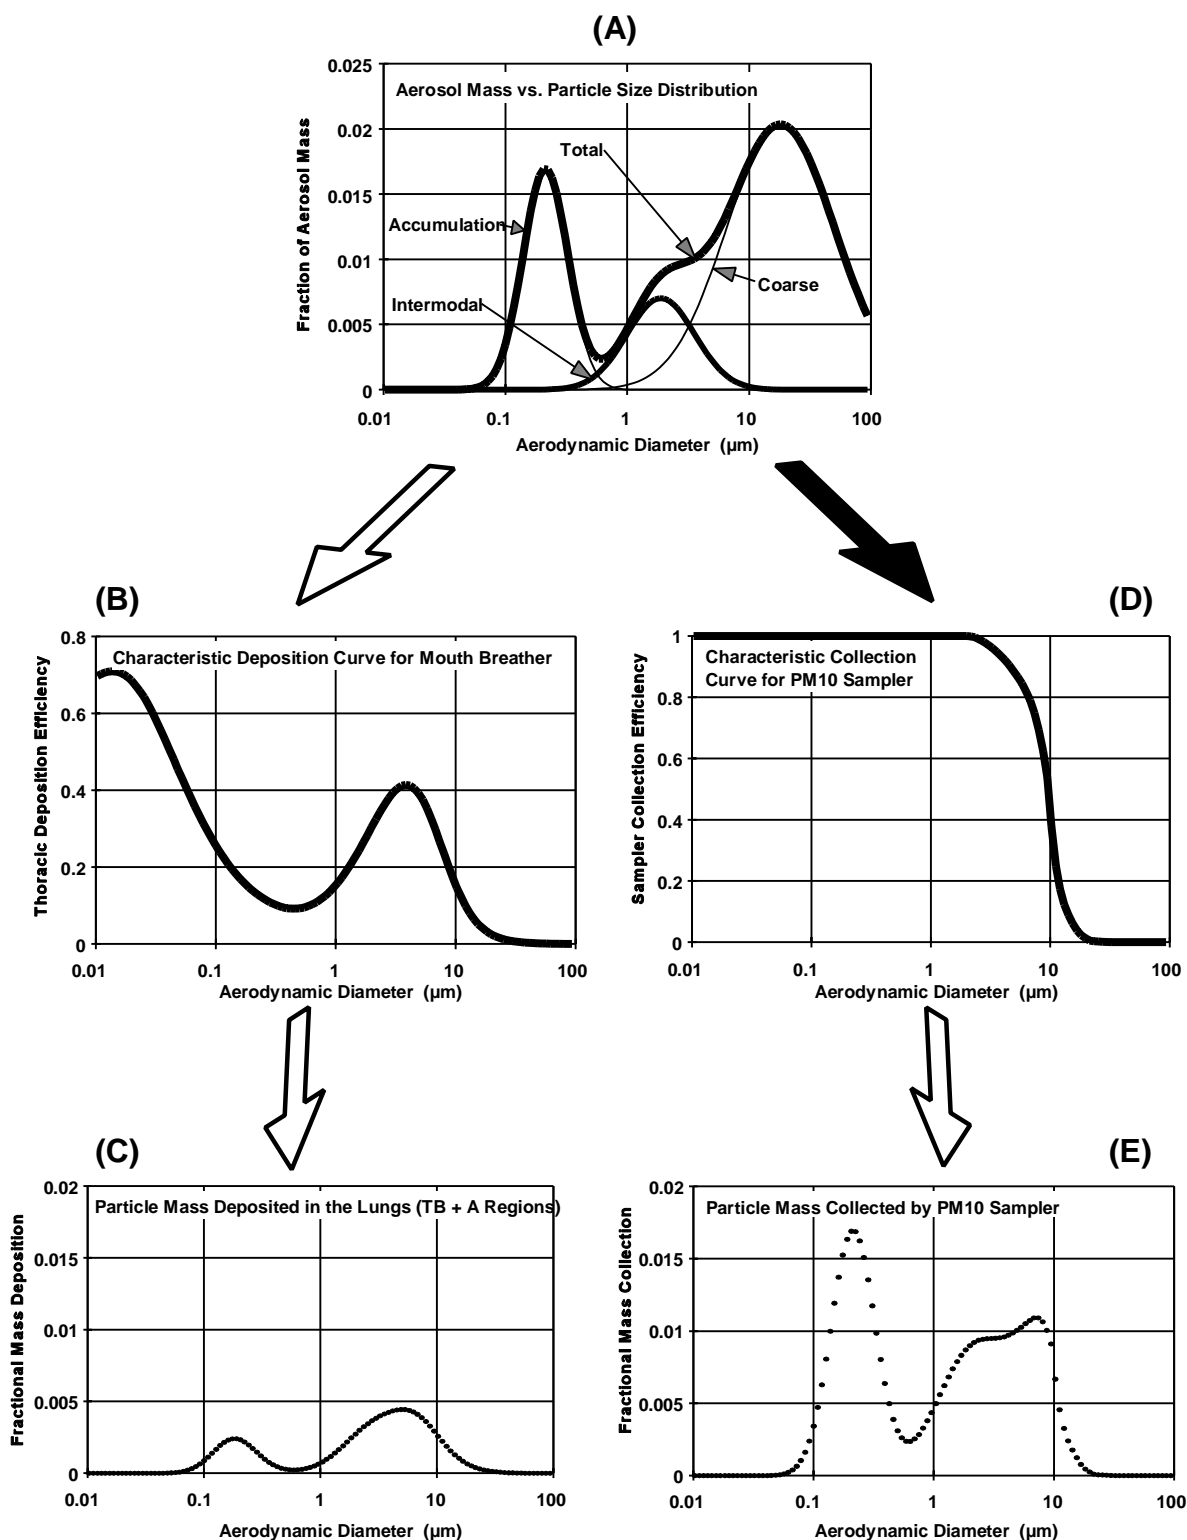 (A)
0.025
Aerosol Mass vs. Particle Size Distribution
0.02
Total
0.015
Accumulation
0.01
Coarse
Intermodal
0.005
0
Fraction of Aerosol Mass
0.01 0.1 1 10 100
Aerodynamic Diameter (µm)
(B)
0.8
Characteristic Deposition Curve for Mouth Breather
0.6
0.4
0.2
0
Thoracic Deposition Efficiency
0.01 0.1 1 10 100
Aerodynamic Diameter (µm)
(D)
1
Characteristic Collection
Curve for PM10 Sampler
0.8
0.6
0.4
0.2
0
Sampler Collection Efficiency
0.01 0.1 1 10 100
Aerodynamic Diameter (µm)
(C)
0.02
Particle Mass Deposited in the Lungs (TB + A Regions)
0.015
0.01
0.005
0
Fractional Mass Deposition
0.01 0.1 1 10 100
Aerodynamic Diameter (µm)
(E)
0.02
Particle Mass Collected by PM10 Sampler
0.015
0.01
0.005
0
Fractional Mass Collection
0.01 0.1 1 10 100
Aerodynamic Diameter (µm)